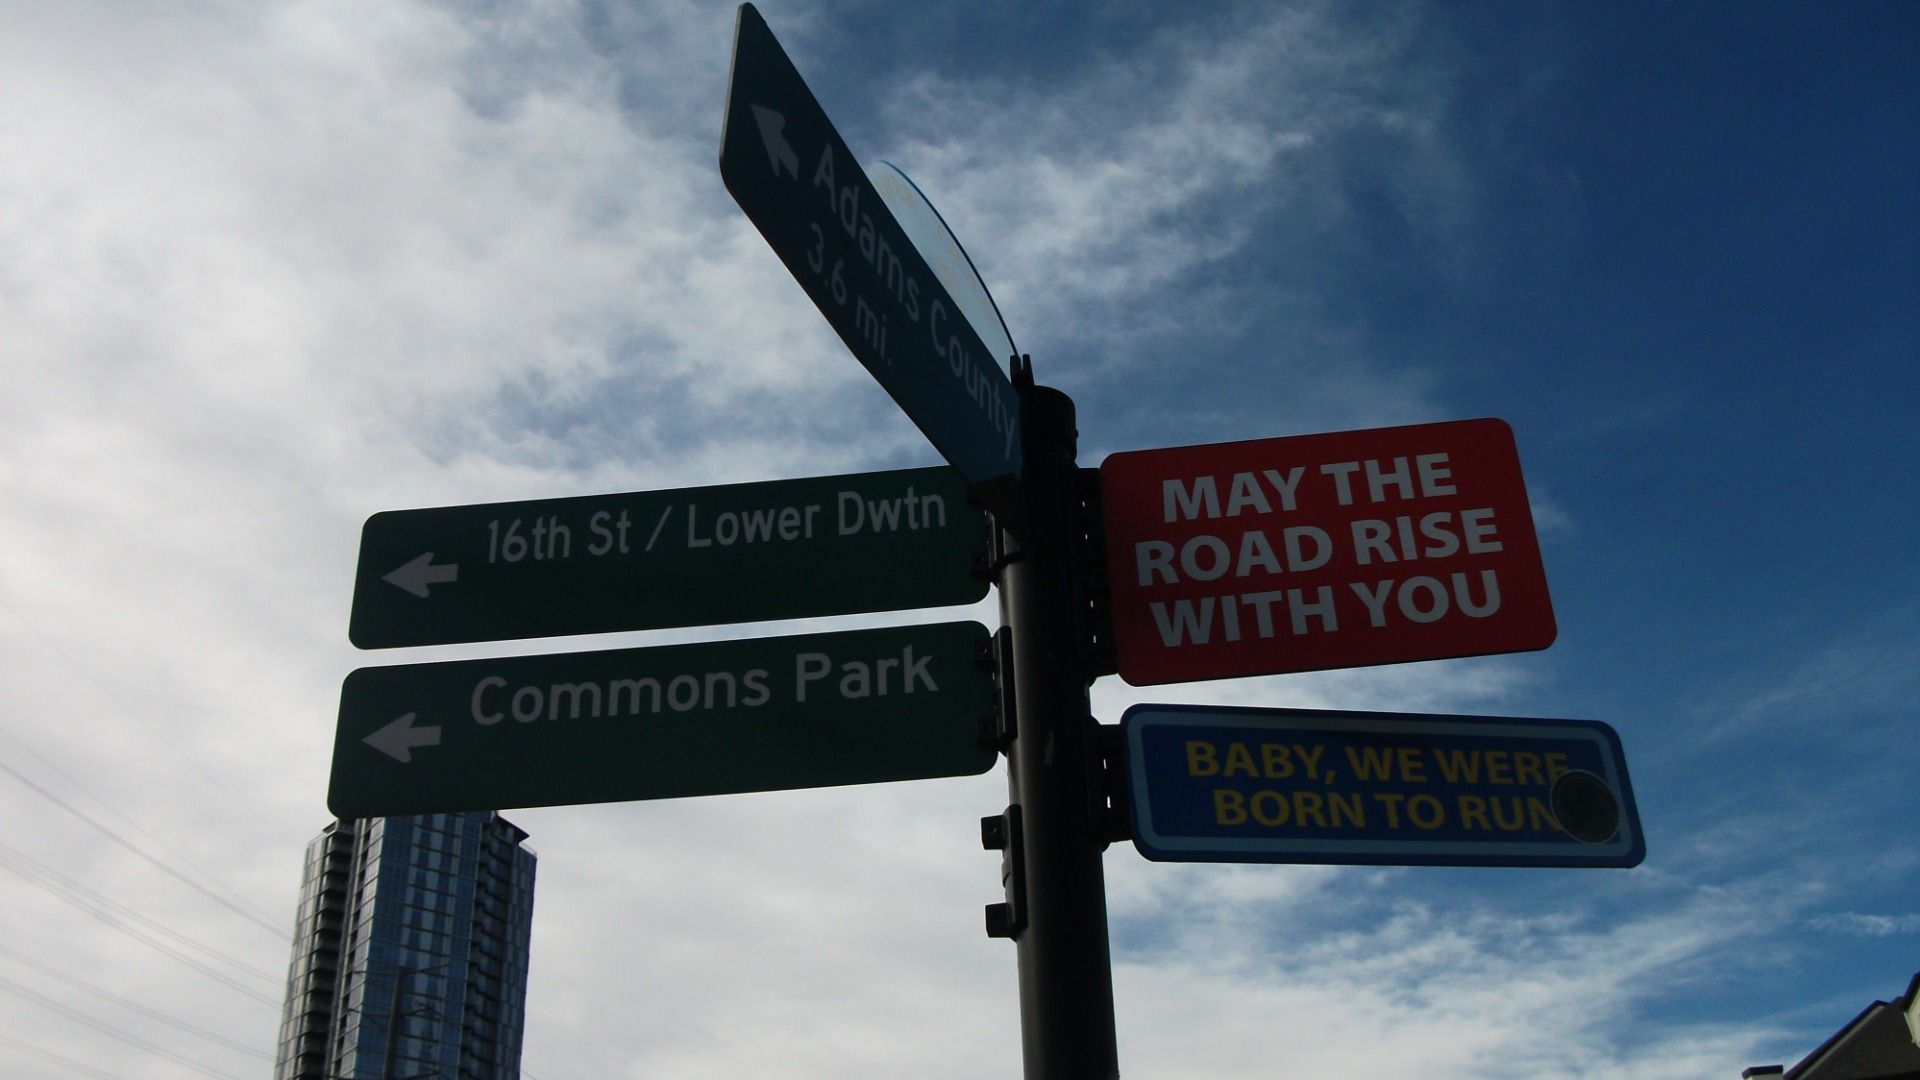 Adams County
3.6 mi.
16th St / Lower Dwtn
Commons Park
MAY THE
ROAD RISE
WITH YOU
BABY, WE WERE
BORN TO RUN